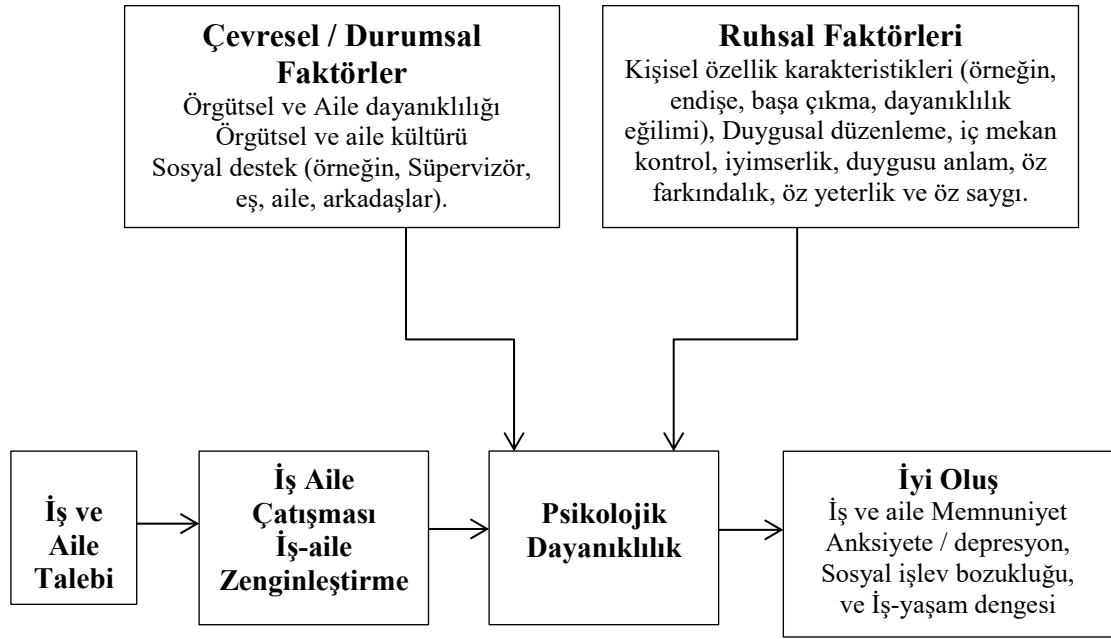 Çevresel / Durumsal
Faktörler
Örgütsel ve Aile dayanıklılığı
Örgütsel ve aile kültürü
Sosyal destek (örneğin, Süpervizör,
eş, aile, arkadaşlar).
Ruhsal Faktörleri
Kişisel özellik karakteristikleri (örneğin,
endişe, başa çıkma, dayanıklılık
eğilimi), Duygusal düzenleme, iç mekan
kontrol, iyimserlik, duygusu anlam, öz
farkındalık, öz yeterlik ve öz saygı.
İş ve
Aile
Talebi
İş Aile
Çatışması
İş-aile
Zenginleştirme
Psikolojik
Dayanıklılık
İyi Oluş
İş ve aile Memnuniyet
Anksiyete / depresyon,
Sosyal işlev bozukluğu,
ve İş-yaşam dengesi